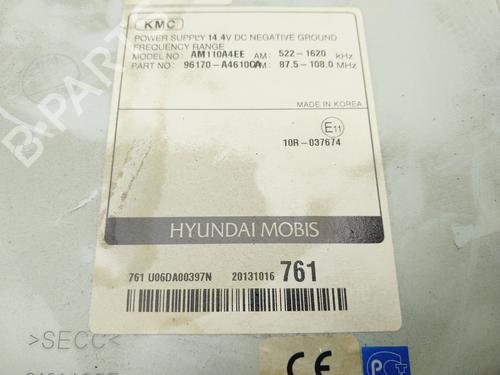 KMC
POWER SUPPLY 14.4V DC NEGATIVE GROUND
FREQUENCY RANGE
MODEL NO: AM110A4EE AM: 522-1620 kHz
PART NO: 96170-A4610CA FM: 87.5-108.0 MHz
MADE IN KOREA
E11
10R-037674
HYUNDAI MOBIS
761 U06DA00397N 20131016 761
>SECC<
CE
B-PARTS